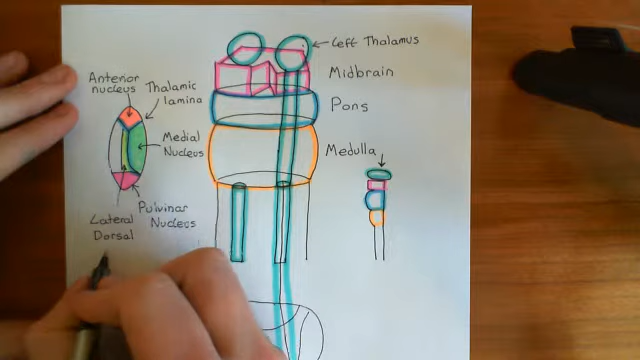 Left Thalamus
Anterior
nucleus
Thalamic
lamina
Midbrain
Pons
Medial
Nucleus
Medulla
Pulvinar
Nucleus
Lateral
Dorsal